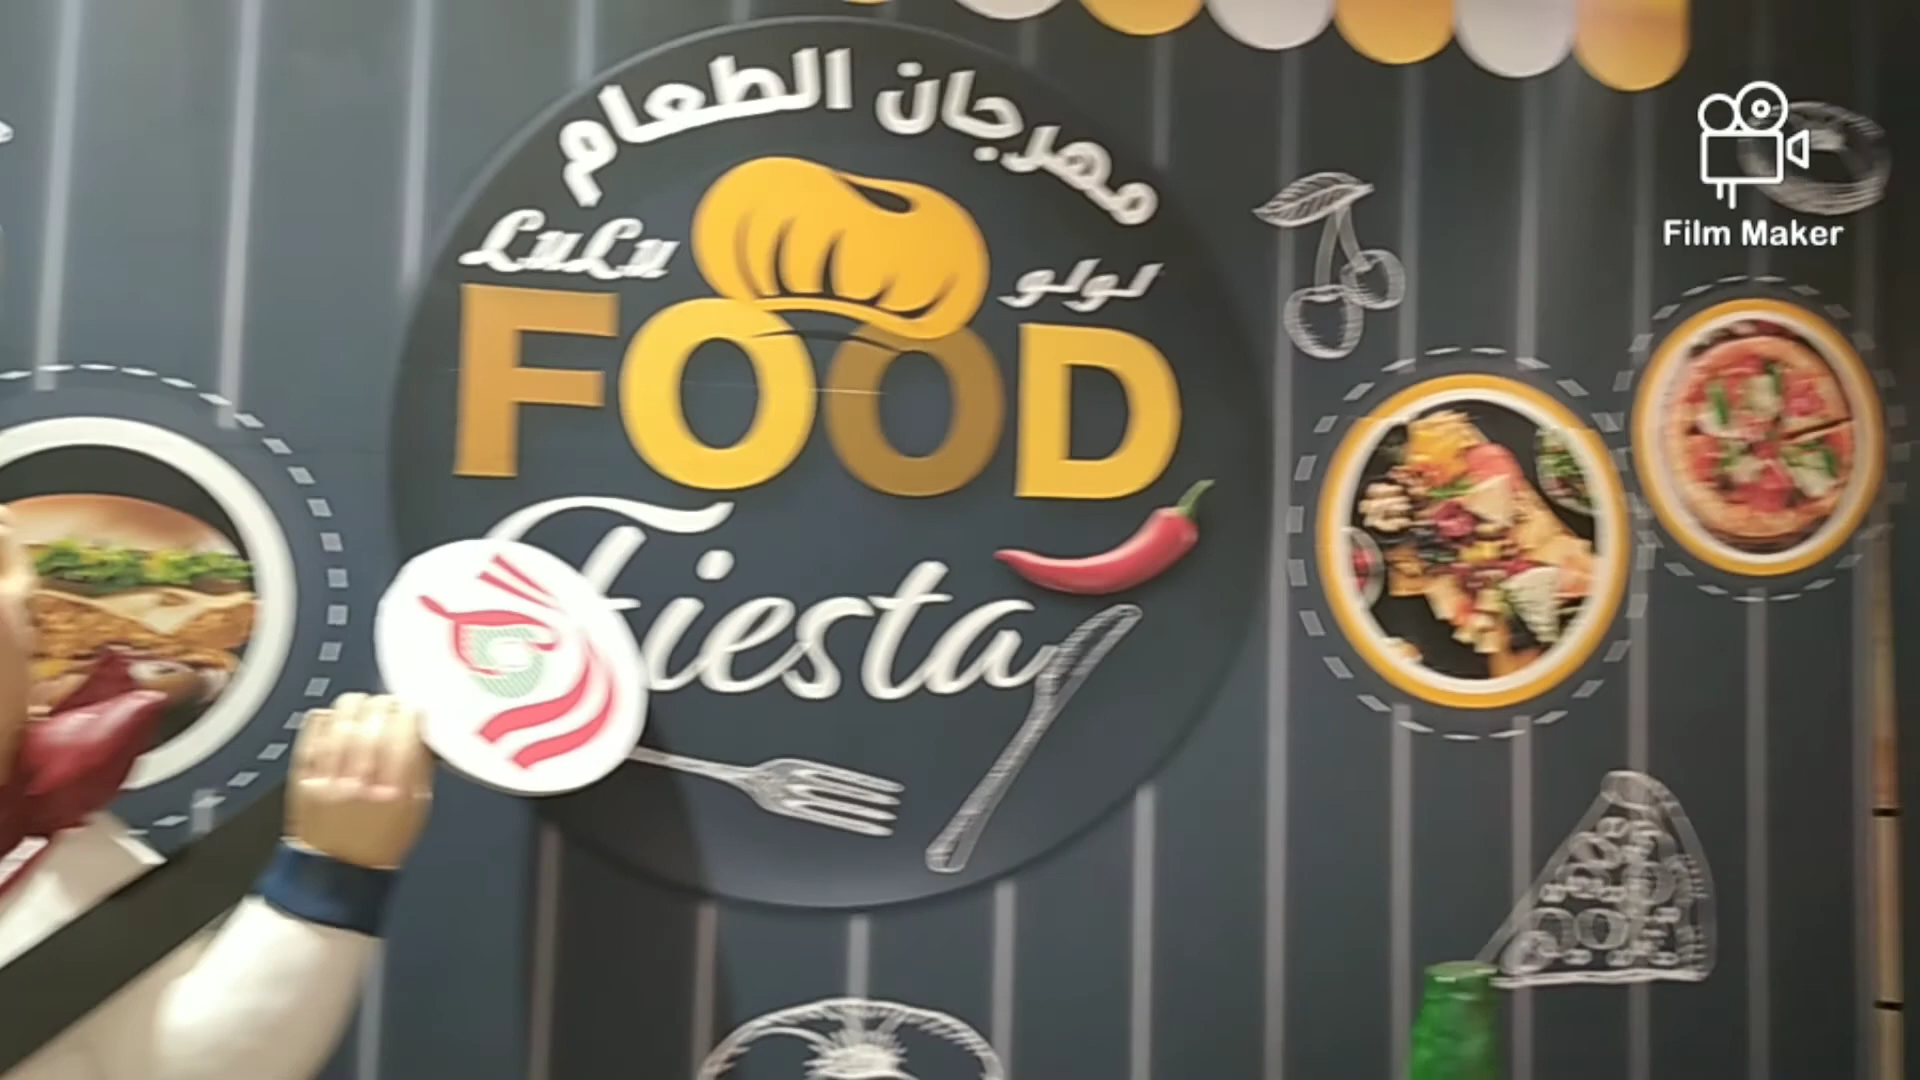 مهرجان الطعام
LuLu
لولو
FOOD
Fiesta
Film Maker